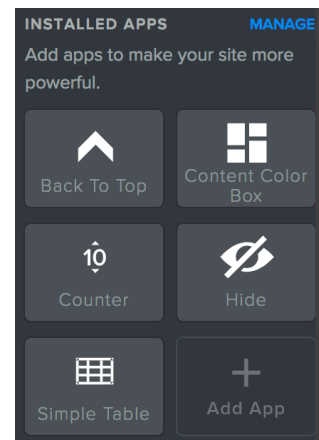 INSTALLED APPS MANAGE
Add apps to make your site more
powerful.
Back To Top
Content Color
Box
10
Counter
Hide
Simple Table
Add App